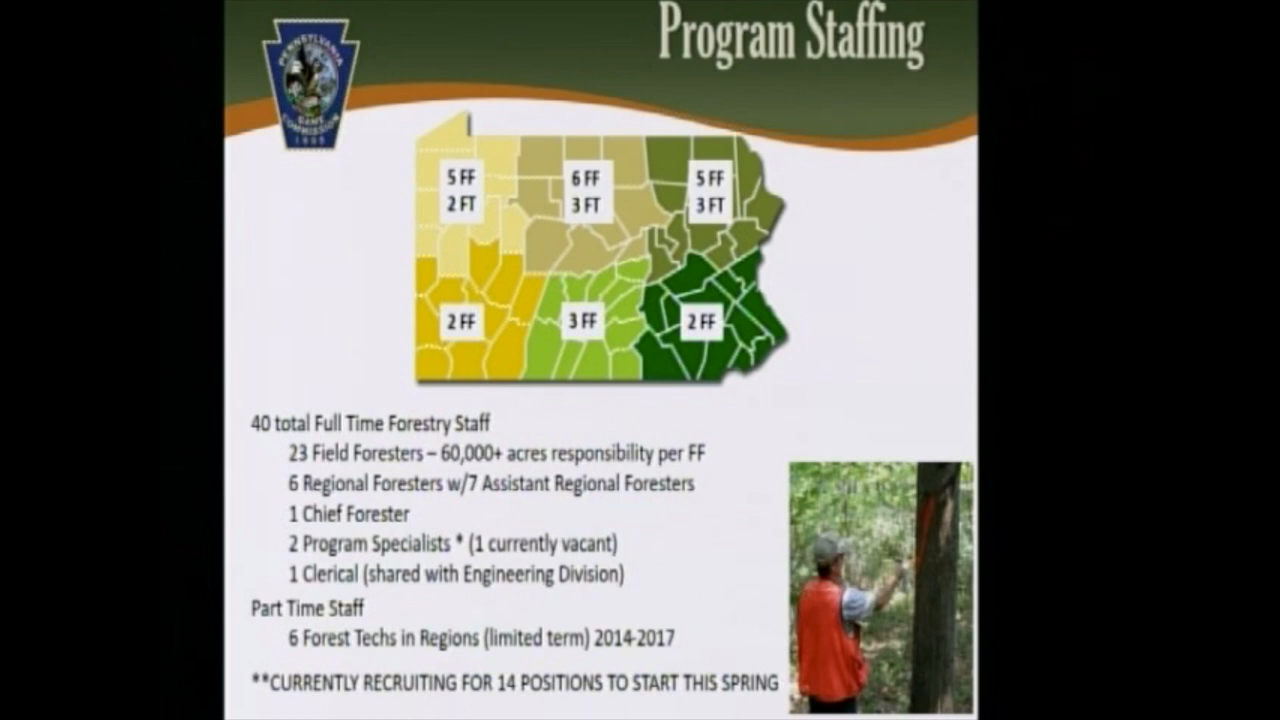 Program Staffing
PENNSYLVANIA
GAME
COMMISSION
5 FF
2 FT
6 FF
3 FT
5 FF
3 FT
2 FF
3 FF
2 FF
40 total Full Time Forestry Staff
23 Field Foresters – 60,000+ acres responsibility per FF
6 Regional Foresters w/7 Assistant Regional Foresters
1 Chief Forester
2 Program Specialists * (1 currently vacant)
1 Clerical (shared with Engineering Division)
Part Time Staff
6 Forest Techs in Regions (limited term) 2014-2017
**CURRENTLY RECRUITING FOR 14 POSITIONS TO START THIS SPRING